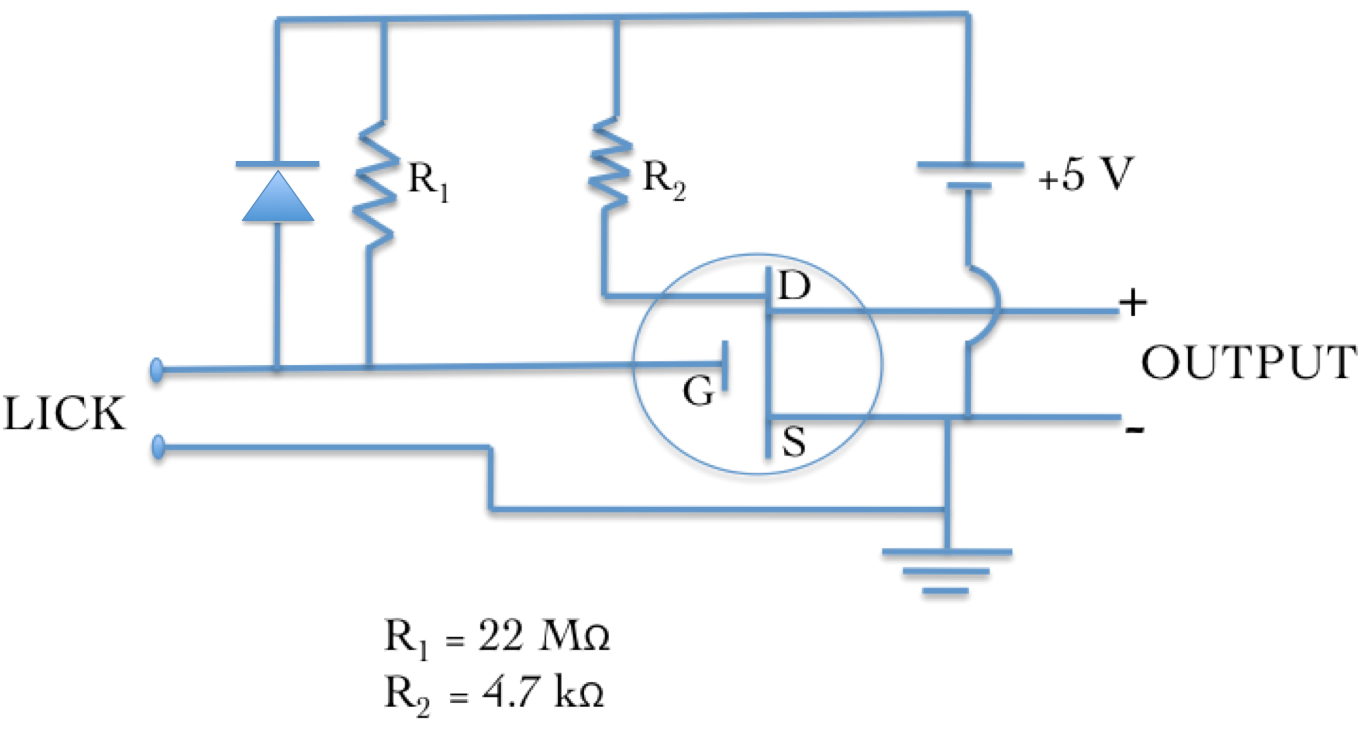 R₁
R₂
+5 V
D
+
OUTPUT
G
LICK
-
S
R₁ = 22 MΩ
R₂ = 4.7 kΩ